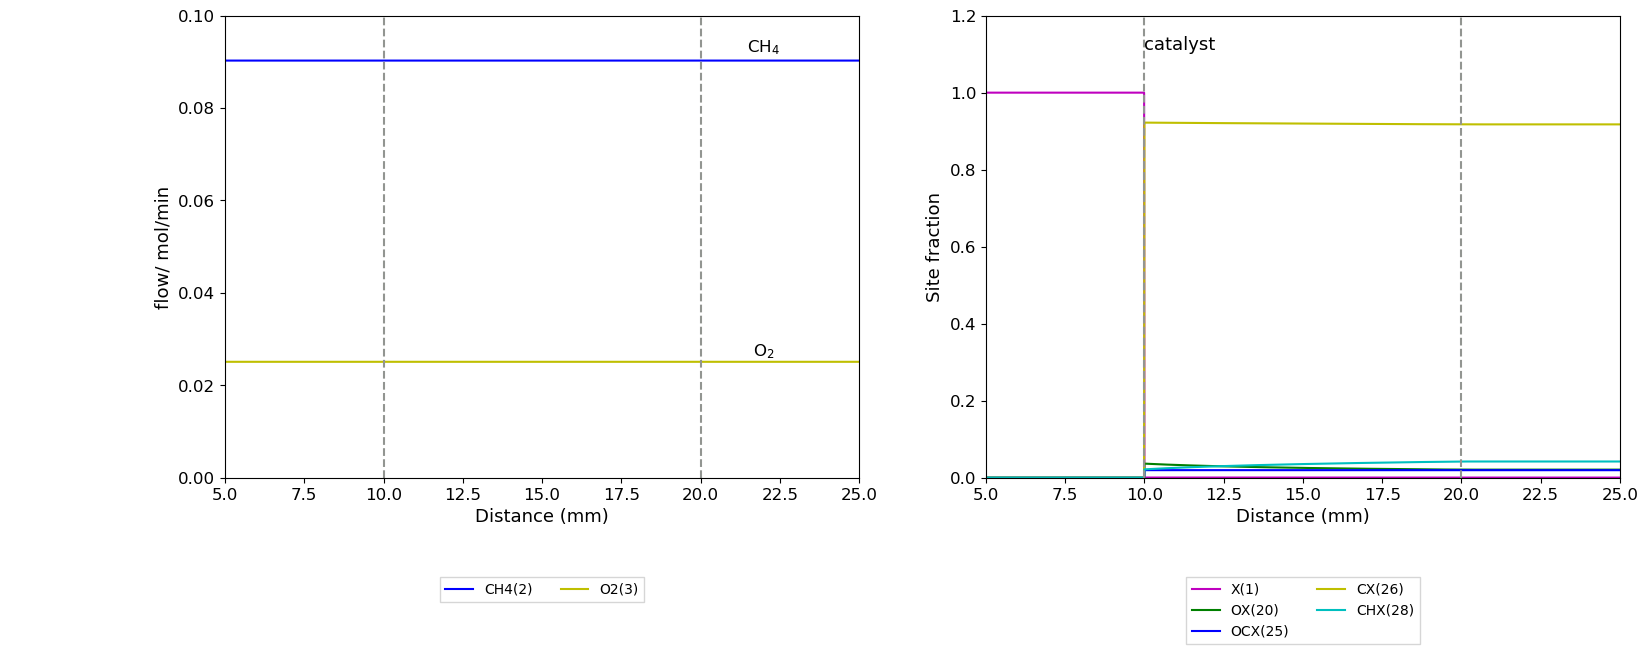 0.10
0.08
0.06
0.04
0.02
0.00
flow/ mol/min
CH4
O2
5.0 7.5 10.0 12.5 15.0 17.5 20.0 22.5 25.0
Distance (mm)
CH4(2) O2(3)
1.2
1.0
0.8
0.6
0.4
0.2
0.0
Site fraction
catalyst
5.0 7.5 10.0 12.5 15.0 17.5 20.0 22.5 25.0
Distance (mm)
X(1) CX(26)
OX(20) CHX(28)
OCX(25)